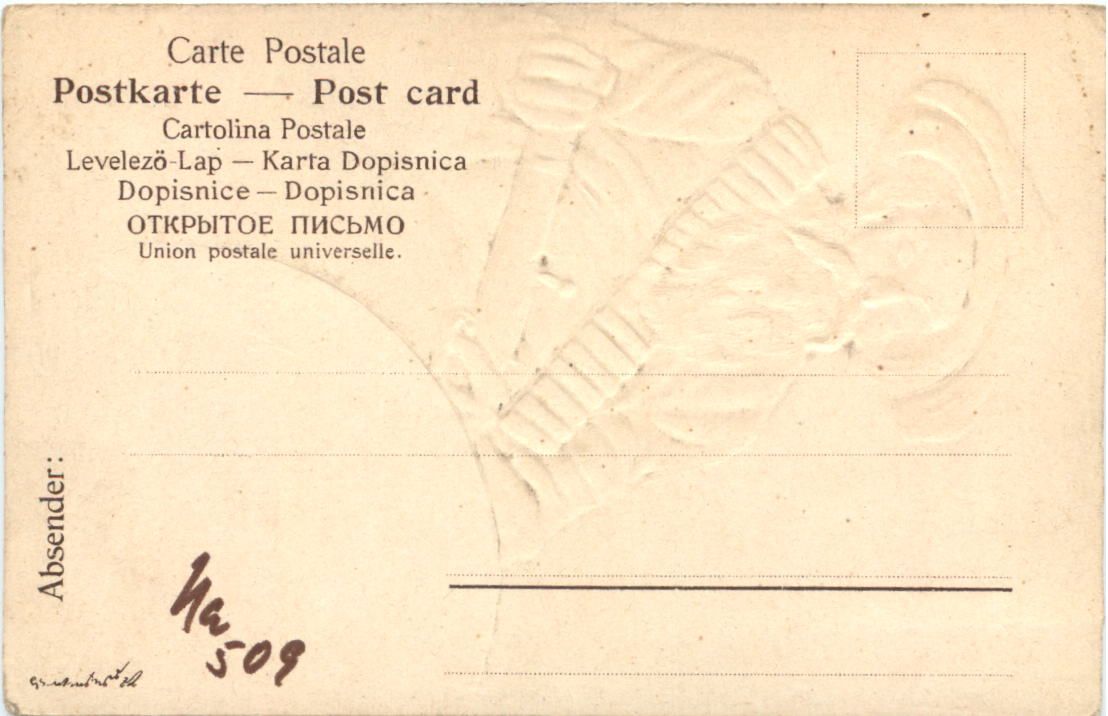 Carte Postale
Postkarte — Post card
Cartolina Postale
Levelező-Lap — Karta Dopisnica
Dopisnice — Dopisnica
ОТКРЫТОЕ ПИСЬМО
Union postale universelle.
Absender:
509